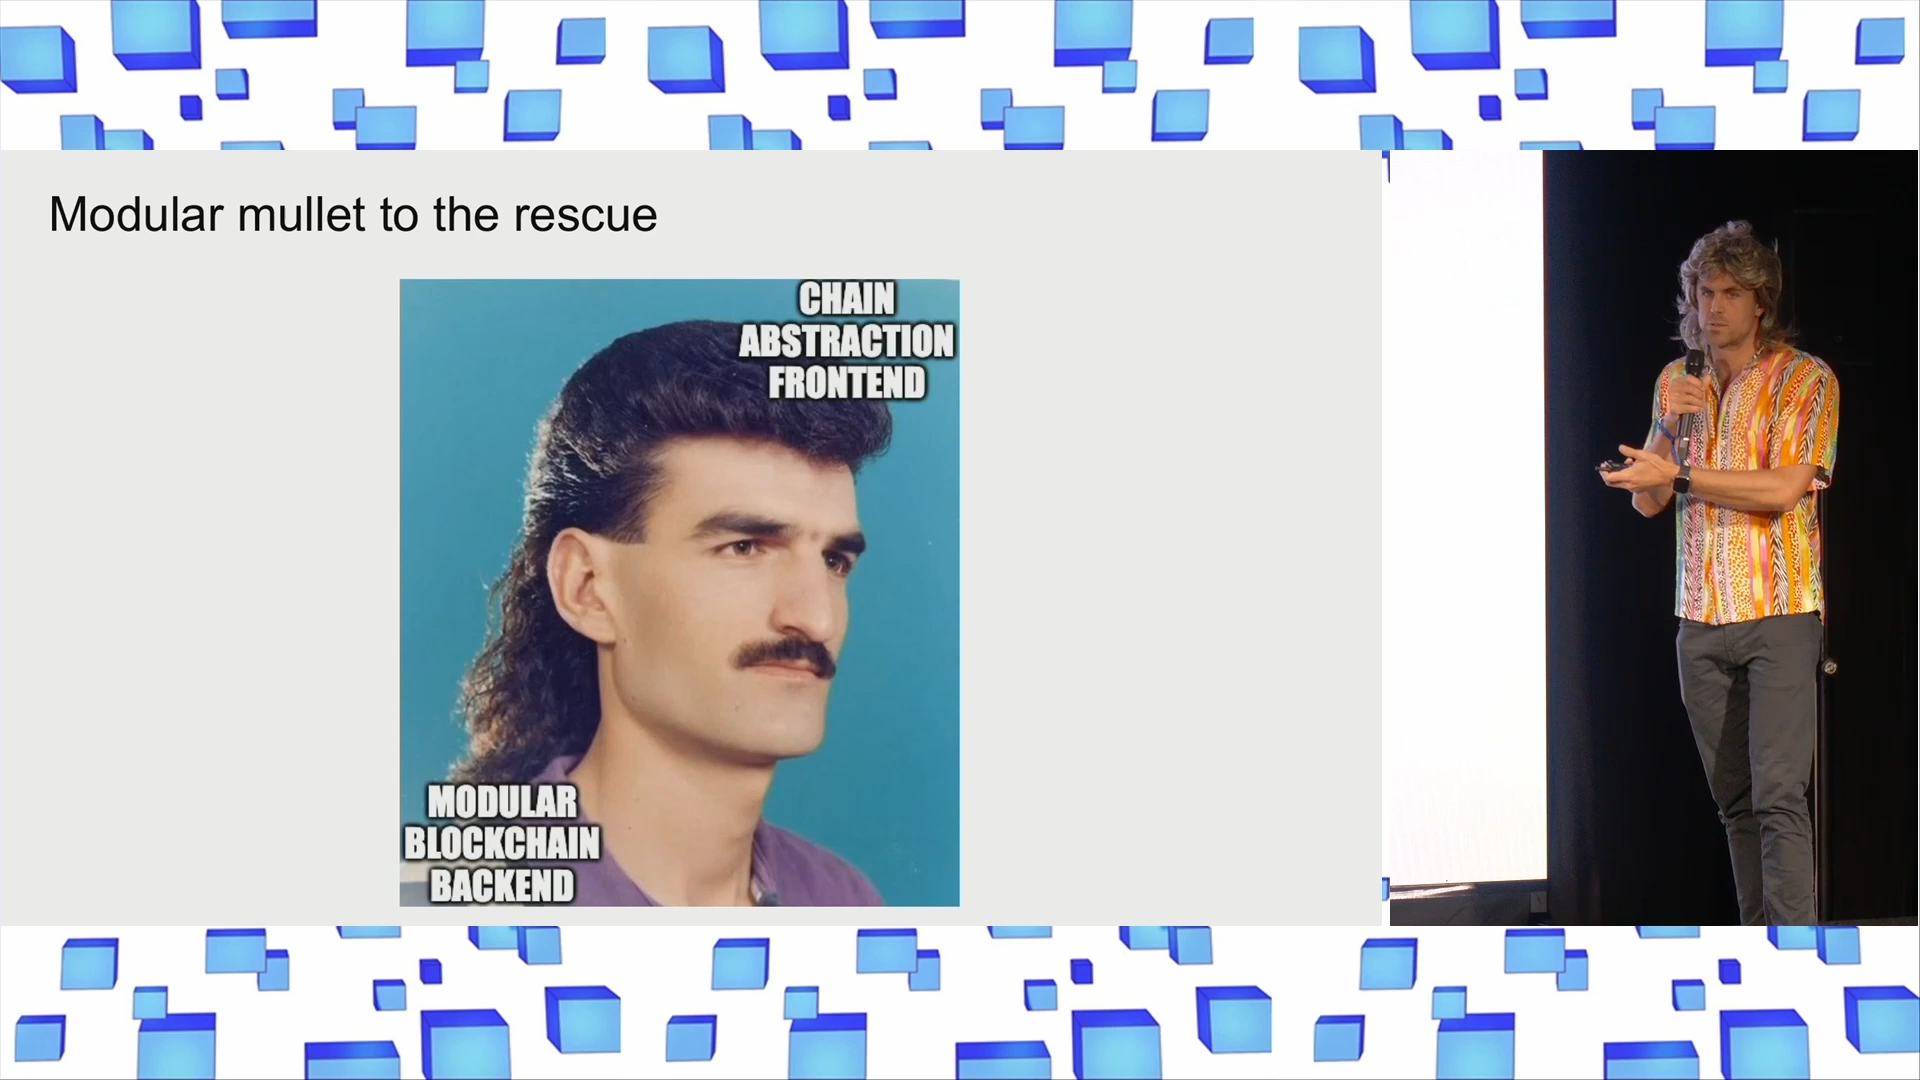 Modular mullet to the rescue
CHAIN
ABSTRACTION
FRONTEND
MODULAR
BLOCKCHAIN
BACKEND